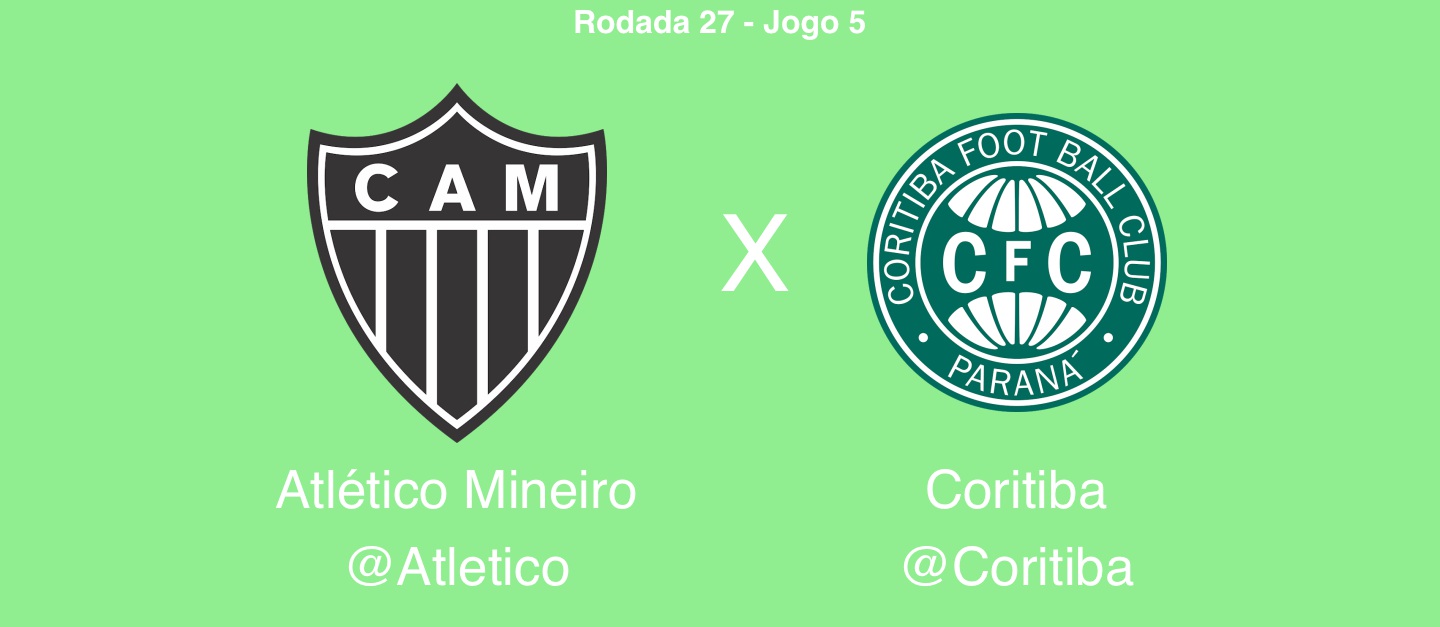 Rodada 27 - Jogo 5
CAM
X
CORITIBA FOOT BALL CLUB
CFC
• PARANÁ •
Atlético Mineiro
Coritiba
@Atletico
@Coritiba